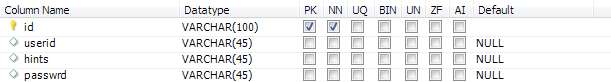 Column Name Datatype PK NN UQ BIN UN ZF AI Default
id VARCHAR(100)
userid VARCHAR(45) NULL
hints VARCHAR(45) NULL
passwrd VARCHAR(45) NULL